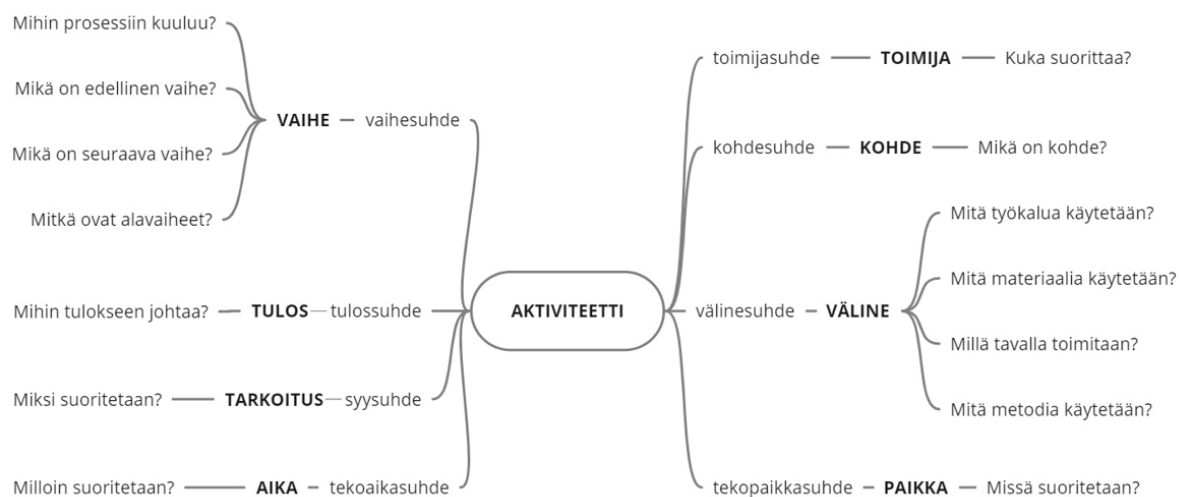 Mihin prosessiin kuuluu?
Mikä on edellinen vaihe?
VAIHE
vaihesuhde
Mikä on seuraava vaihe?
Mitkä ovat alavaiheet?
Mihin tulokseen johtaa?
TULOS
tulossuhde
Miksi suoritetaan?
TARKOITUS
syysuhde
Milloin suoritetaan?
AIKA
tekoaikasuhde
AKTIVITEETTI
toimijasuhde
TOIMIJA
Kuka suorittaa?
kohdesuhde
KOHDE
Mikä on kohde?
välinesuhde
VÄLINE
Mitä työkalua käytetään?
Mitä materiaalia käytetään?
Millä tavalla toimitaan?
Mitä metodia käytetään?
tekopaikkasuhde
PAIKKA
Missä suoritetaan?